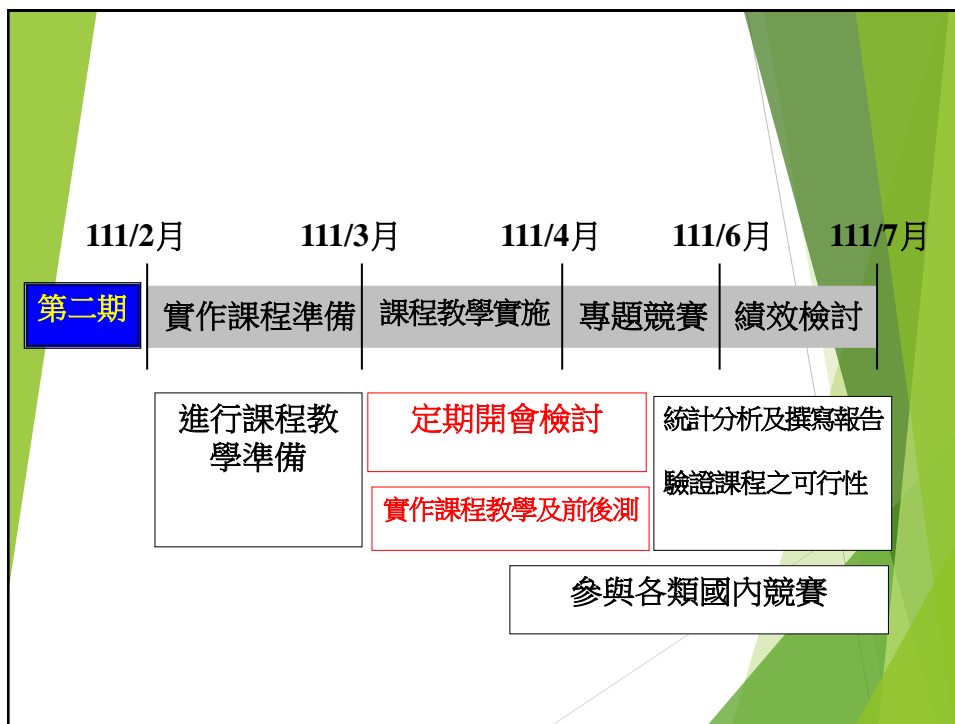 111/2月 111/3月 111/4月 111/6月 111/7月
第二期 實作課程準備 課程教學實施 專題競賽 績效檢討
進行課程教
學準備
定期開會檢討
實作課程教學及前後測
統計分析及撰寫報告
驗證課程之可行性
參與各類國內競賽